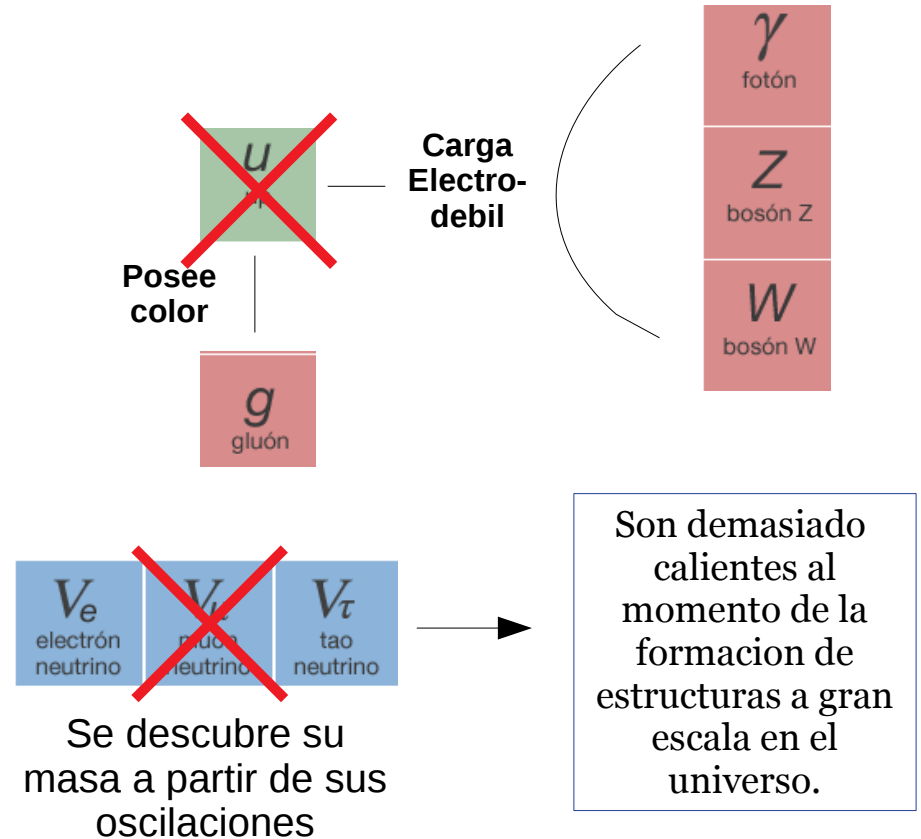 γ
fotón
u
Carga
Electro-
debil
Z
bosón Z
Posee
color
W
bosón W
g
gluón
Son demasiado
calientes al
momento de la
formacion de
estructuras a gran
escala en el
universo.
Ve
electrón
neutrino
neutrino
Vτ
tao
neutrino
Se descubre su
masa a partir de sus
oscilaciones